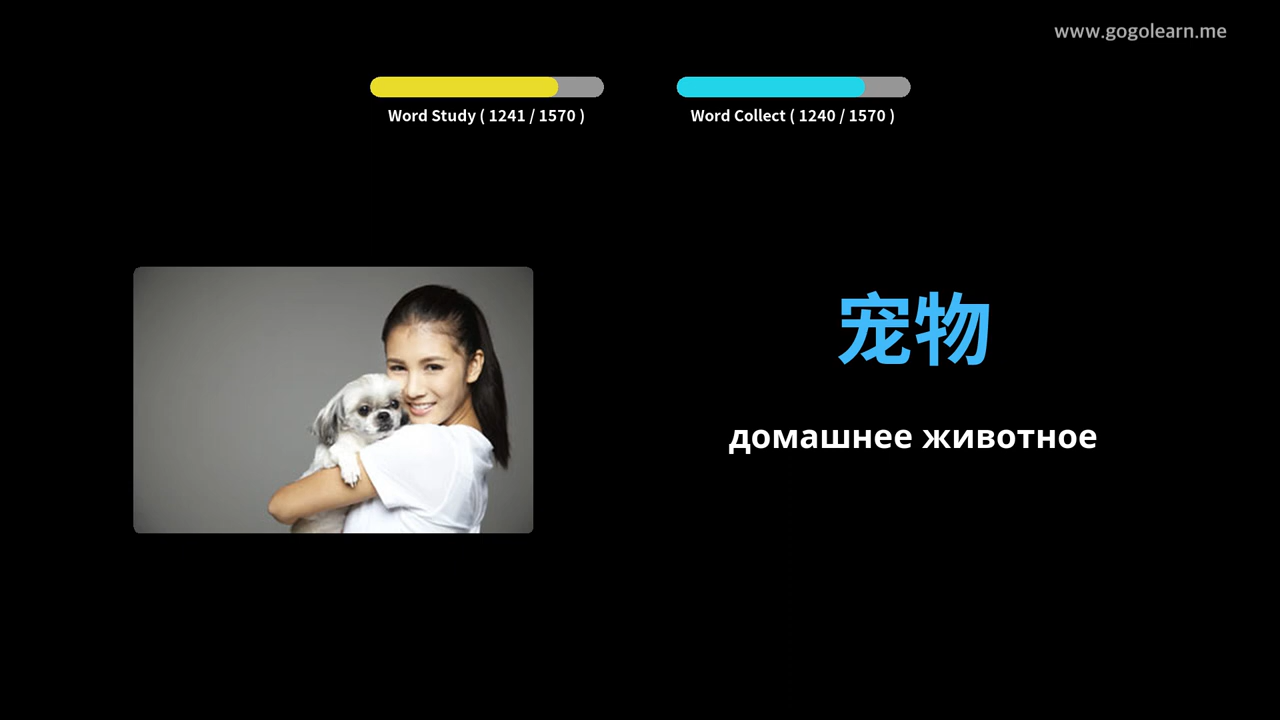 www.gogolearn.me
Word Study ( 1241 / 1570 )
Word Collect ( 1240 / 1570 )
宠物
домашнее животное